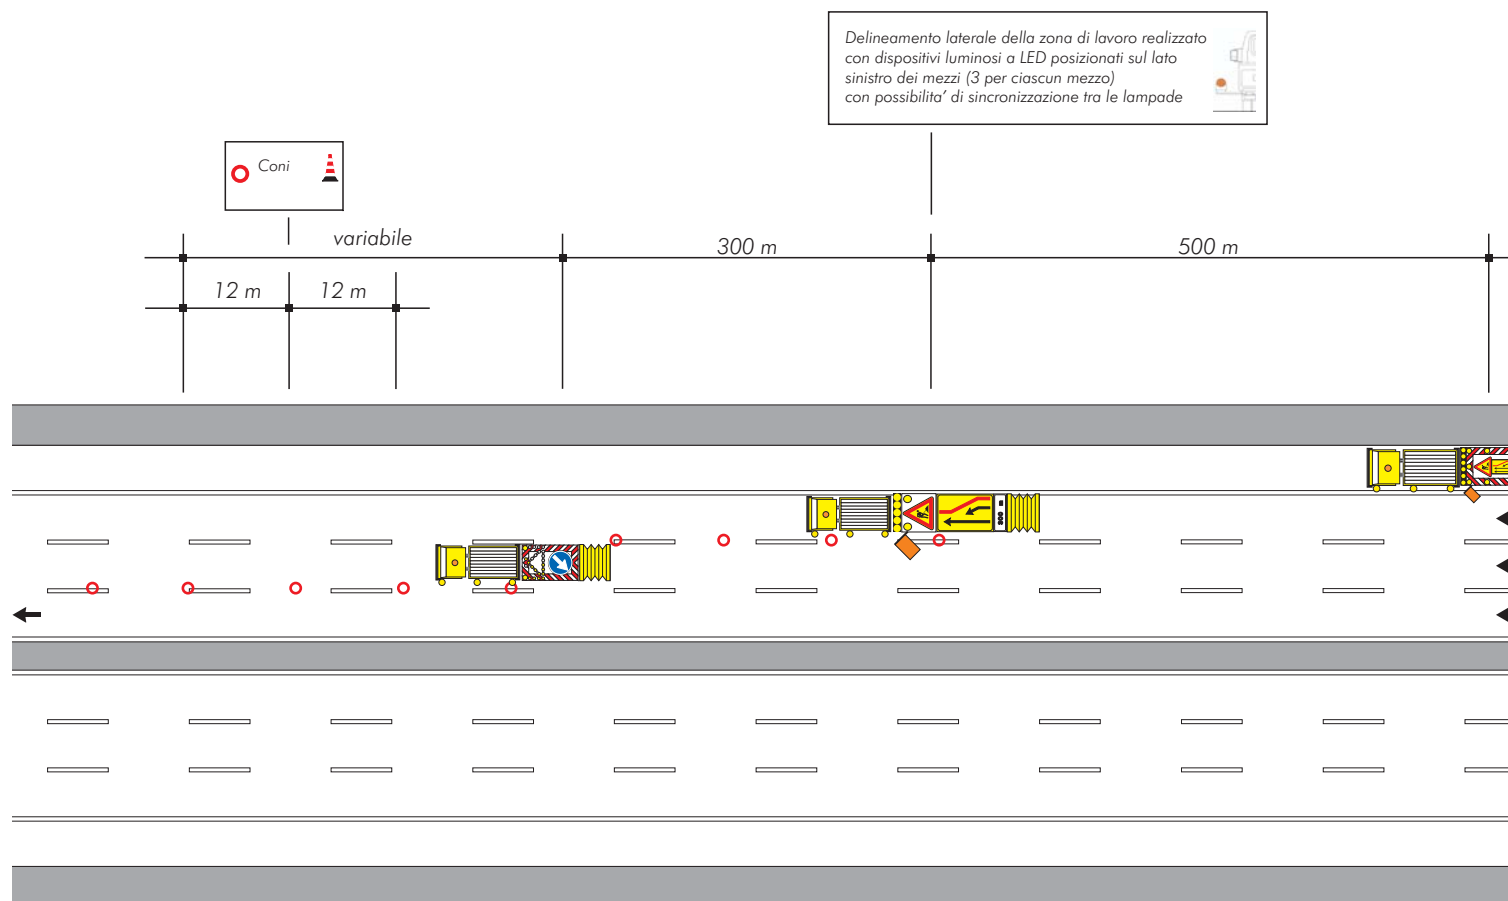 Delineamento laterale della zona di lavoro realizzato
con dispositivi luminosi a LED posizionati sul lato
sinistro dei mezzi (3 per ciascun mezzo)
con possibilita' di sincronizzazione tra le lampade
Coni
variabile
300 m
500 m
12 m
12 m
300 m